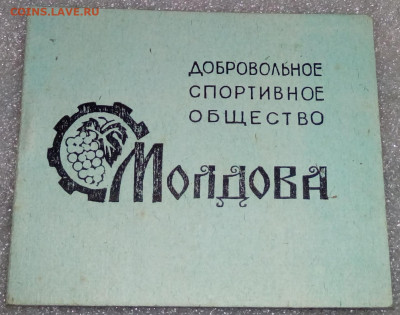 COINS.LAVE.RU
ДОБРОВОЛЬНОЕ
СПОРТИВНОЕ
ОБЩЕСТВО
МОЛДОВА